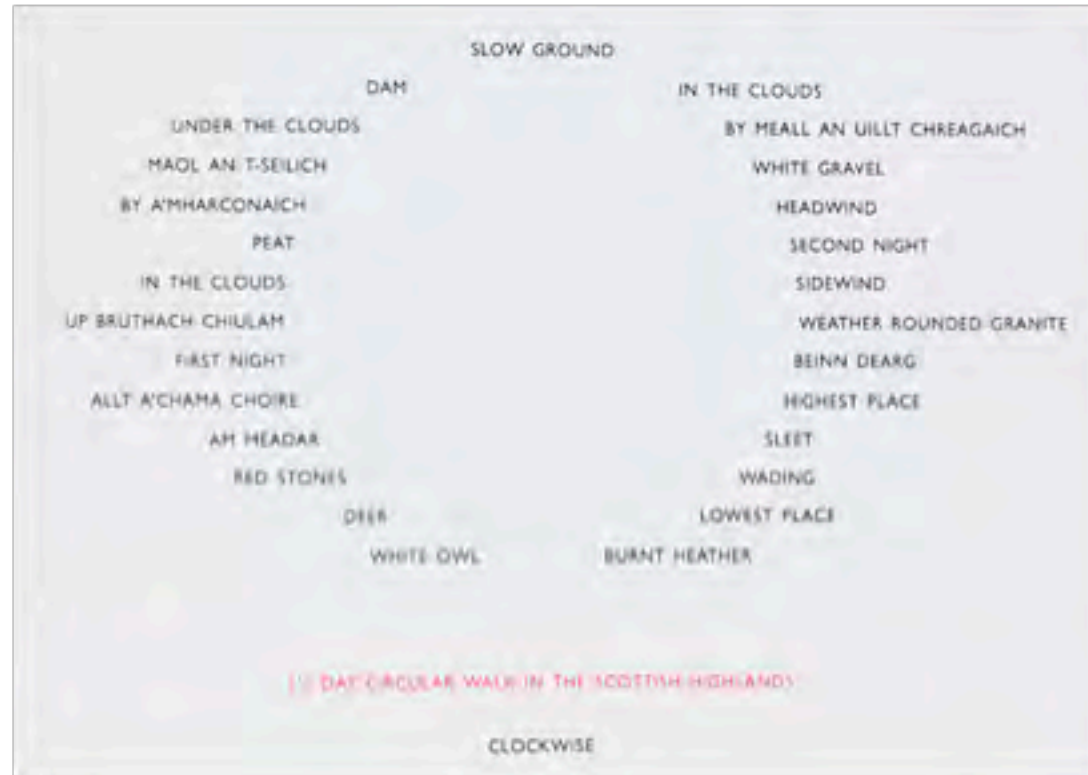 SLOW GROUND
DAM
IN THE CLOUDS
UNDER THE CLOUDS
BY MEALL AN UILLT CHREAGAICH
MAOL AN T-SEILICH
WHITE GRAVEL
BY A'MHARCONAICH
HEADWIND
PEAT
SECOND NIGHT
IN THE CLOUDS
SIDEWIND
UP BRUTHACH CHIULAM
WEATHER ROUNDED GRANITE
FIRST NIGHT
BEINN DEARG
ALLT A'CHAMA CHOIRE
HIGHEST PLACE
AM MEADAR
SLEET
RED STONES
WADING
DEER
LOWEST PLACE
WHITE OWL
BURNT HEATHER
DAY CIRCULAR WALK IN THE SCOTTISH HIGHLANDS
CLOCKWISE